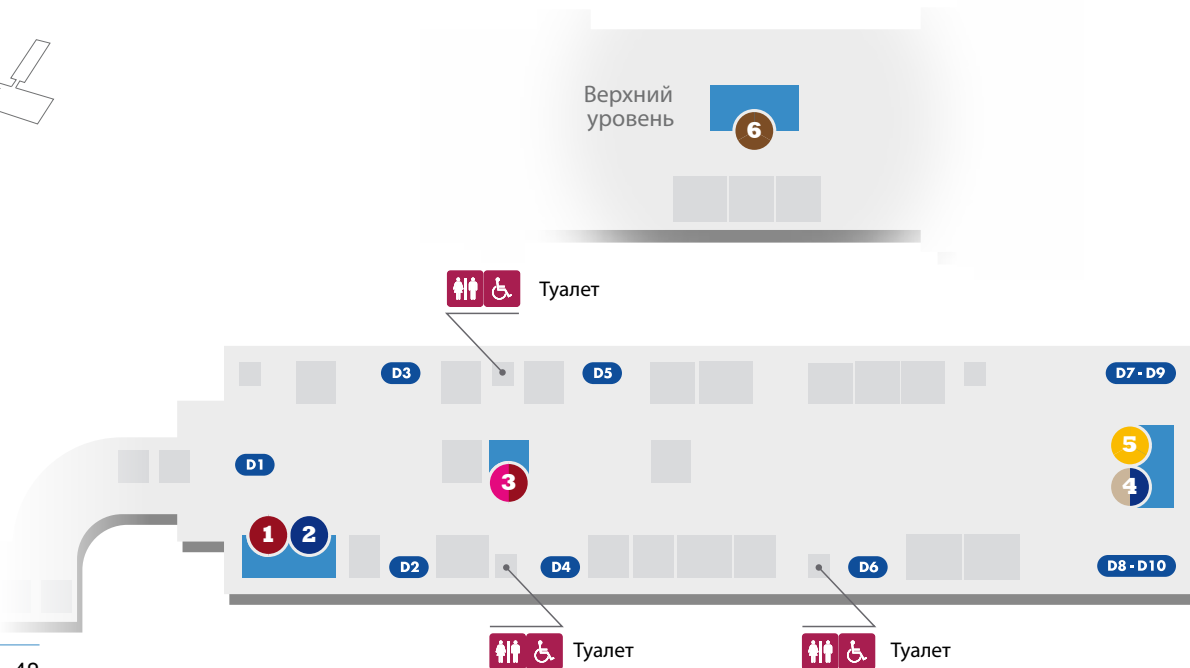 Верхний
уровень
6
Туалет
D3
D5
D7 - D9
5
D1
3
4
1
2
D2
D4
D6
D8 - D10
Туалет
Туалет